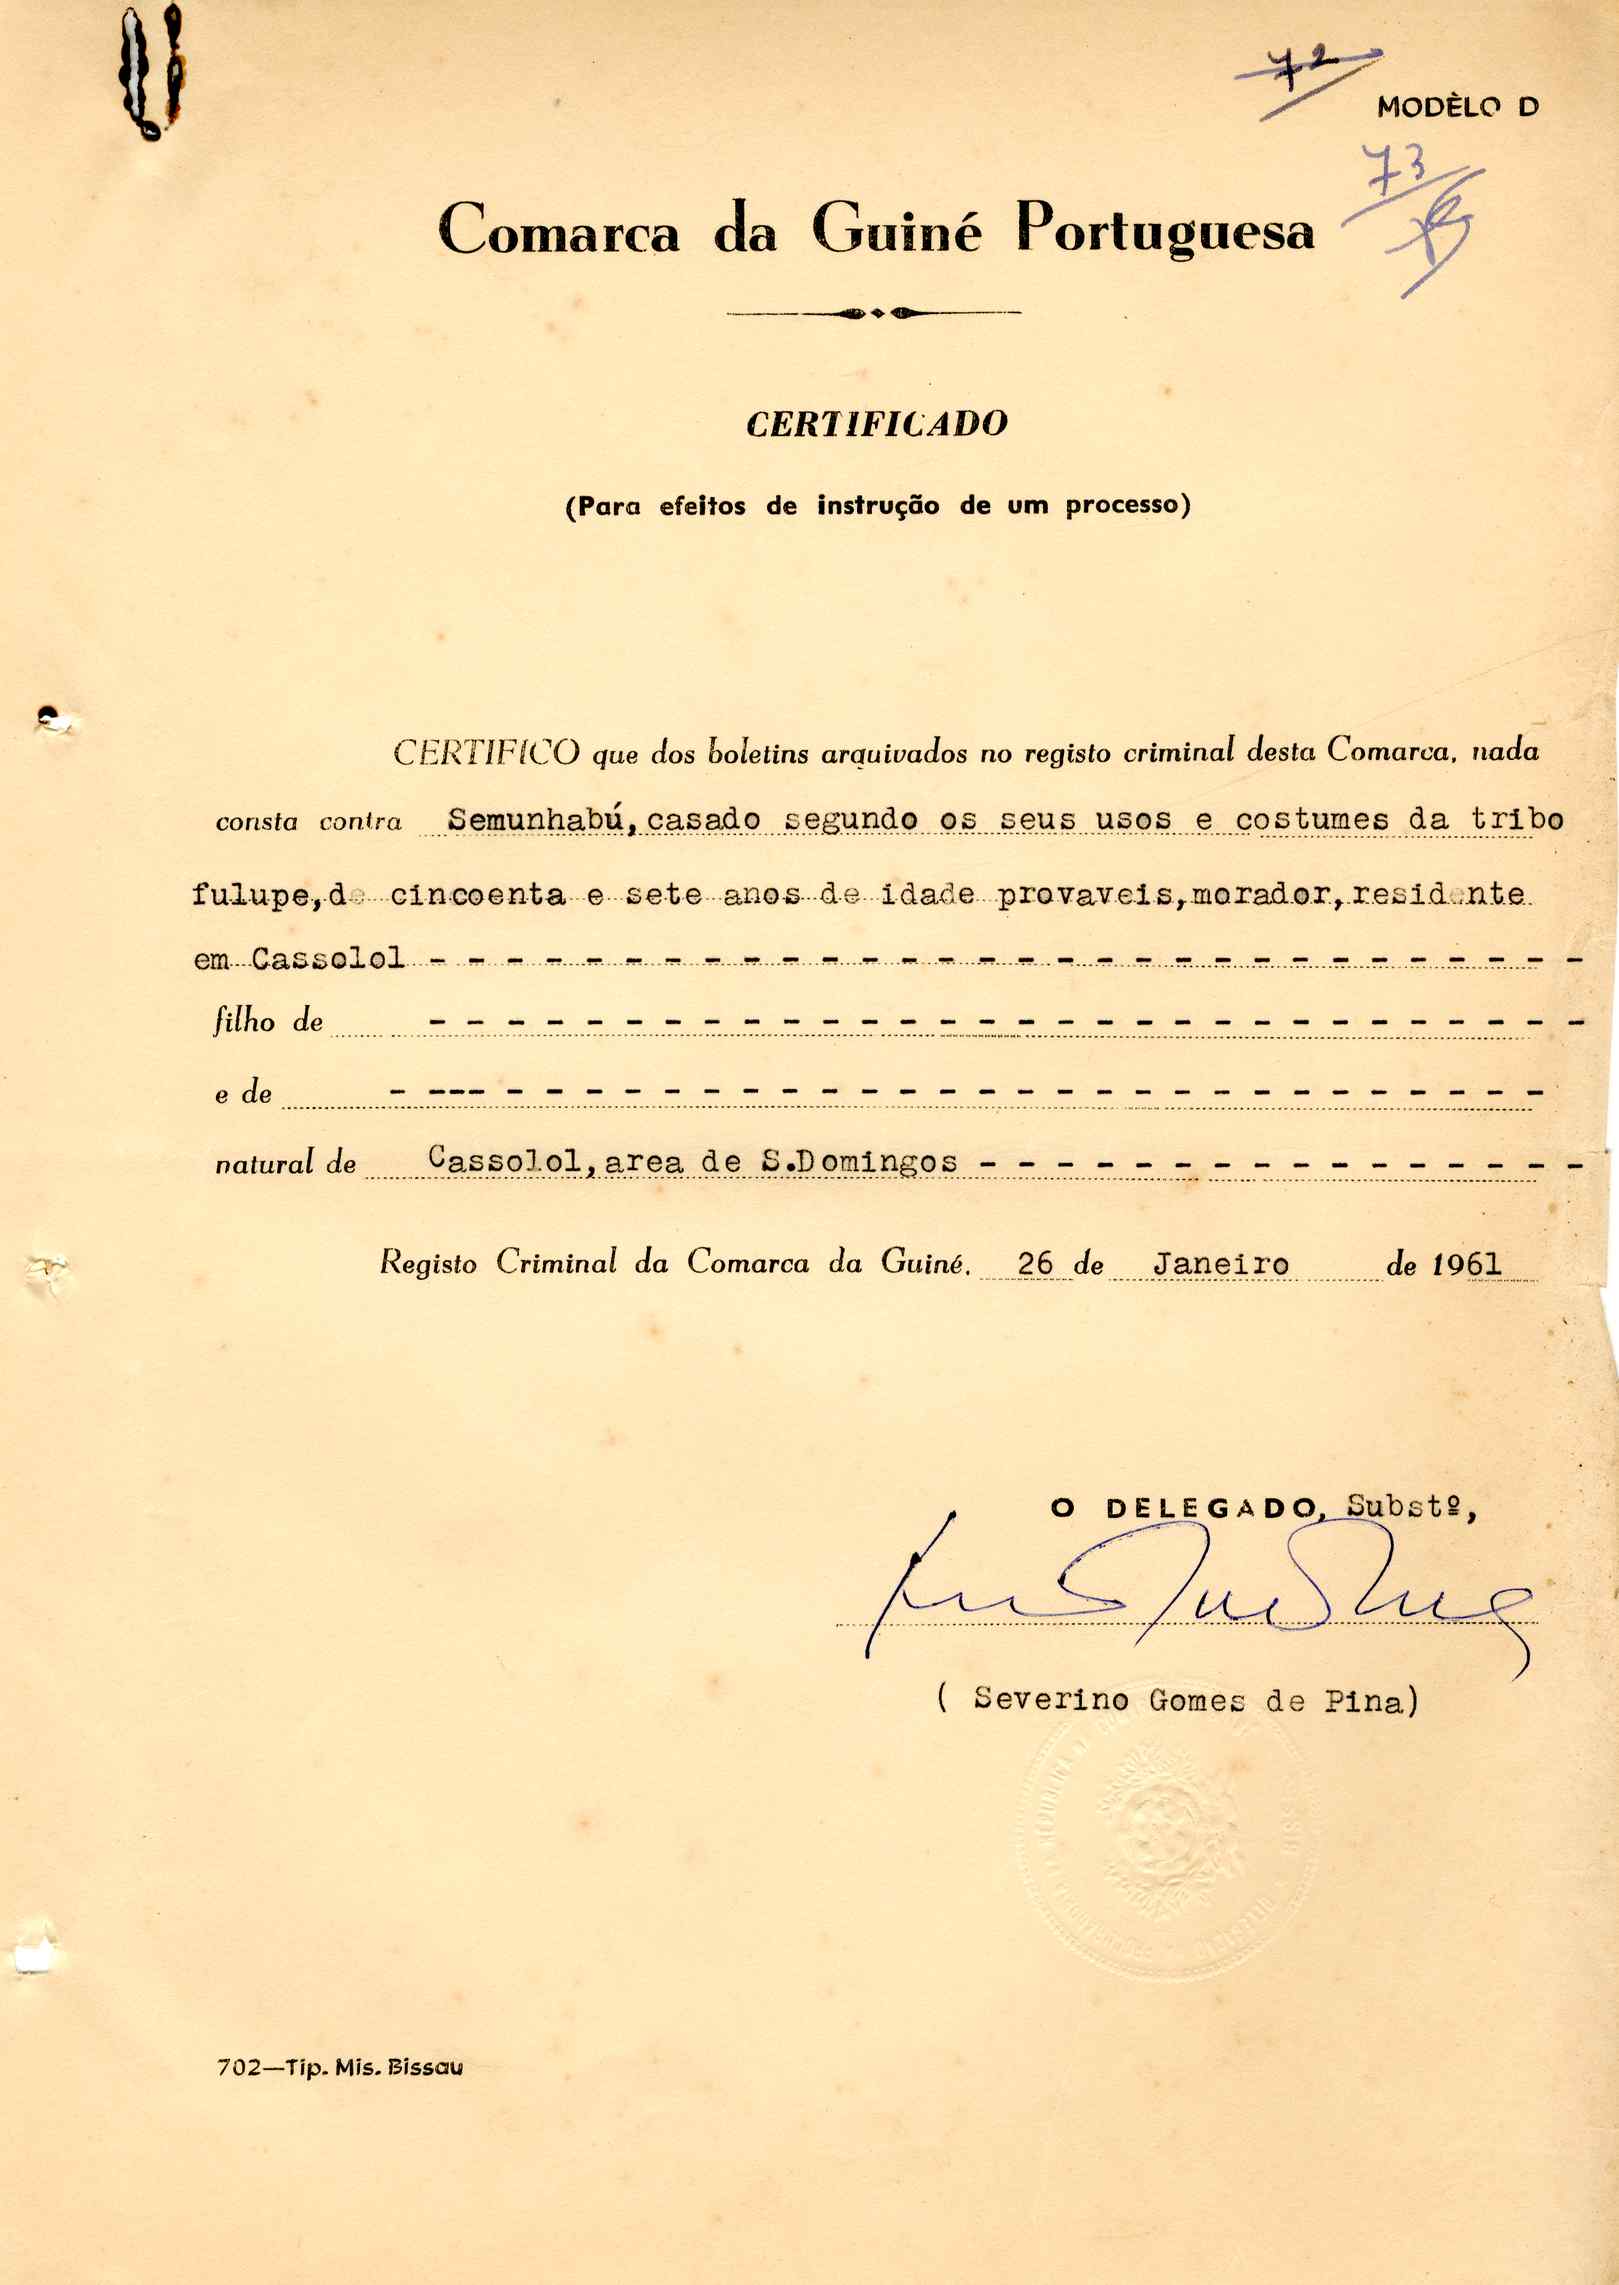 72
MODÈLO D
73
Comarca da Guiné Portuguesa
CERTIFICADO
(Para efeitos de instrução de um processo)
CERTIFICO que dos boletins arquivados no registo criminal desta Comarca, nada
consta contra Semunhabú, casado segundo os seus usos e costumes da tribo
fulupe, de cincoenta e sete anos de idade provaveis, morador, residente
em Cassolol - - - - - - - - - - - - - - - - - - - - - - - - - - - - - -
filho de - - - - - - - - - - - - - - - - - - - - - - - - - - - - - -
e de - --- - - - - - - - - - - - - - - - - - - - - - - - - - - -
natural de Cassolol, area de S.Domingos - - - - - - - - - - - - - - - -
Registo Criminal da Comarca da Guiné, 26 de Janeiro de 1961
O DELEGADO, Substº,
( Severino Gomes de Pina)
702—Tip. Mis. Bissau